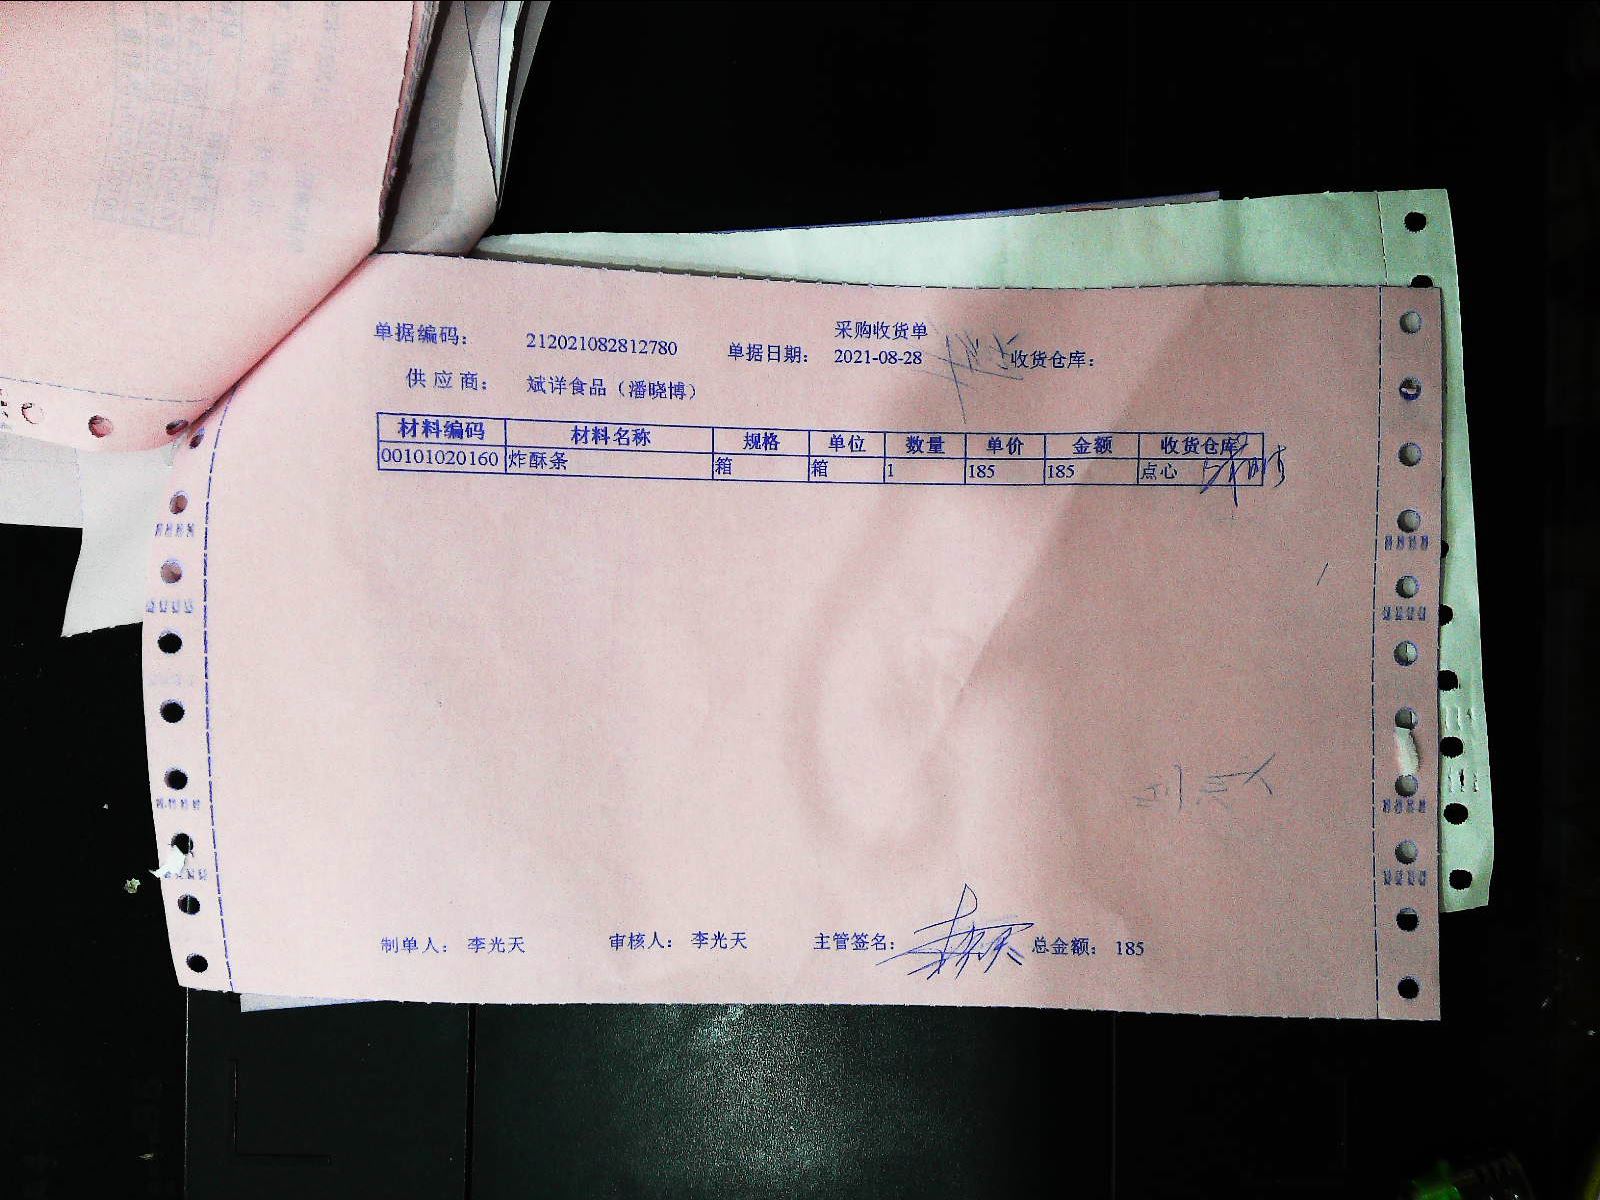 采购收货单
单据编码： 212021082812780 单据日期： 2021-08-28 收货仓库：
供应商： 斌洋食品（潘晓博）
材料编码 材料名称 规格 单位 数量 单价 金额 收货仓库
00101020160 炸酥条 箱 箱 1 185 185 点心
制单人： 李光天 审核人： 李光天 主管签名： 总金额： 185